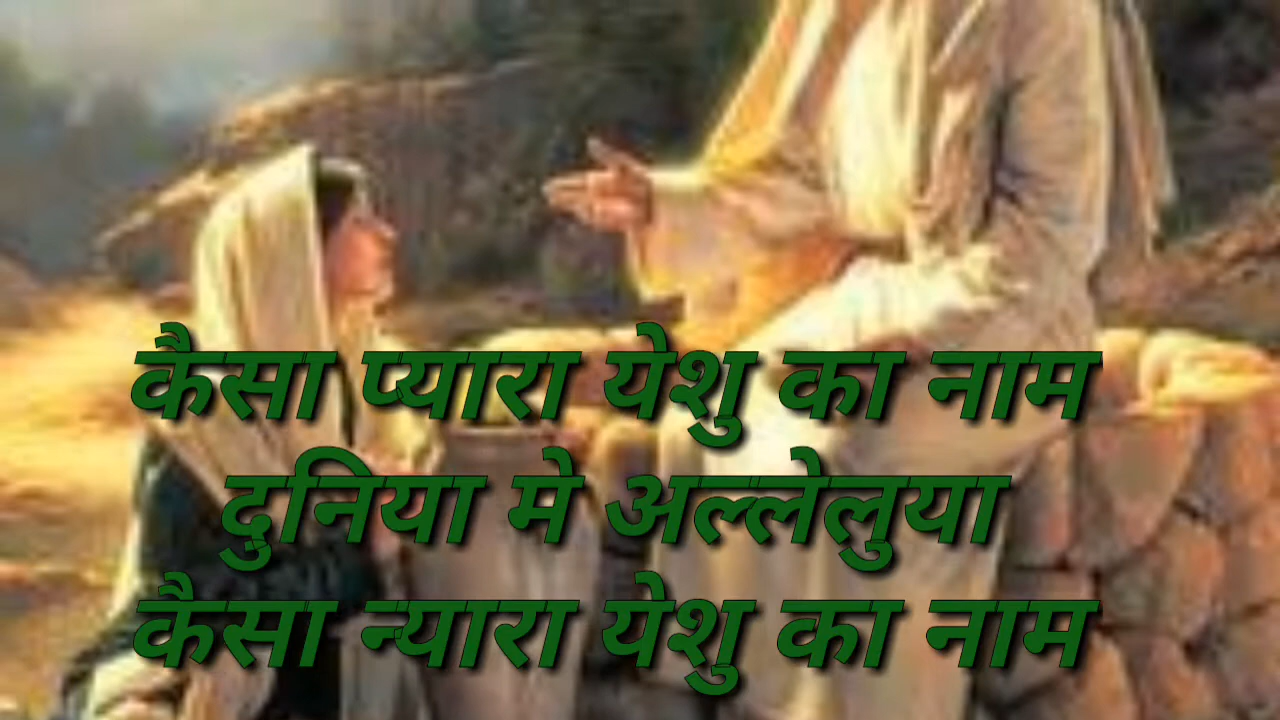 कैसा प्यारा येशु का नाम
दुनिया मे अल्लेलुया
कैसा न्यारा येशु का नाम